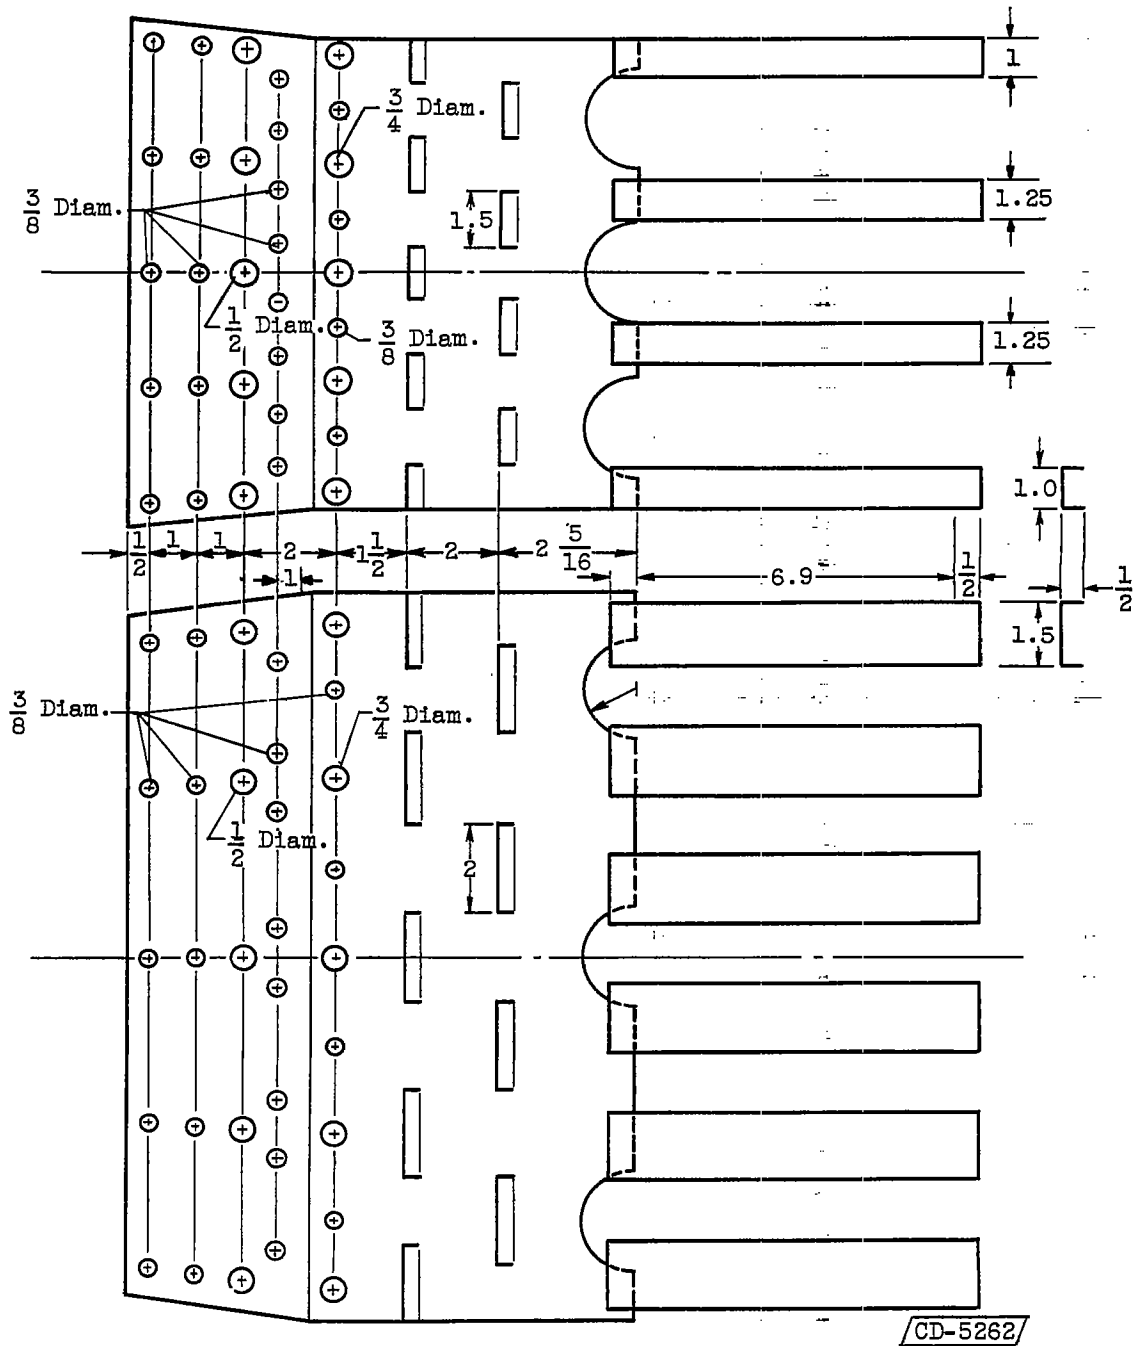 1
3/4 Diam.
3/8 Diam.
1.5
1.25
1/2 Diam.
3/8 Diam.
1.25
1.0
1/2 1 1 2 1 1/2 2 2 5/16
1 6.9 1/2 1/2
1.5
3/8 Diam.
3/4 Diam.
1/2 Diam.
2
1
CD-5262